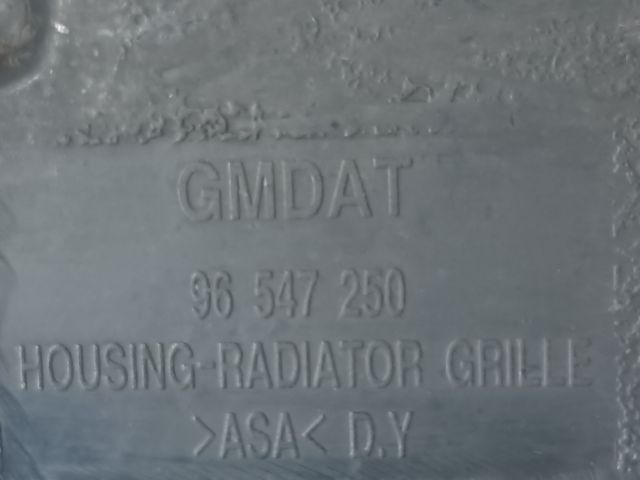 GMDAT
96 547 250
HOUSING-RADIATOR GRILLE
>ASA< D.Y